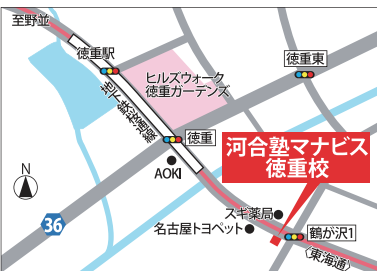 至野並
徳重駅
ヒルズウォーク
徳重ガーデンズ
徳重東
地下鉄桜通線
徳重
AOKI
河合塾マナビス
徳重校
N
36
スギ薬局
名古屋トヨペット
鶴が沢1
(東海通)